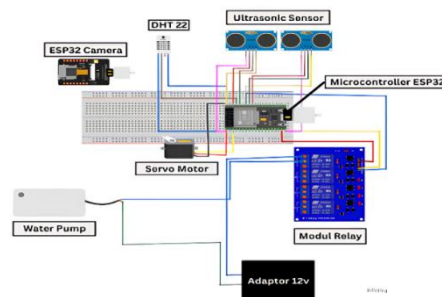 Ultrasonic Sensor
DHT 22
ESP32 Camera
Microcontroller ESP32
Servo Motor
Water Pump
Modul Relay
Adaptor 12v